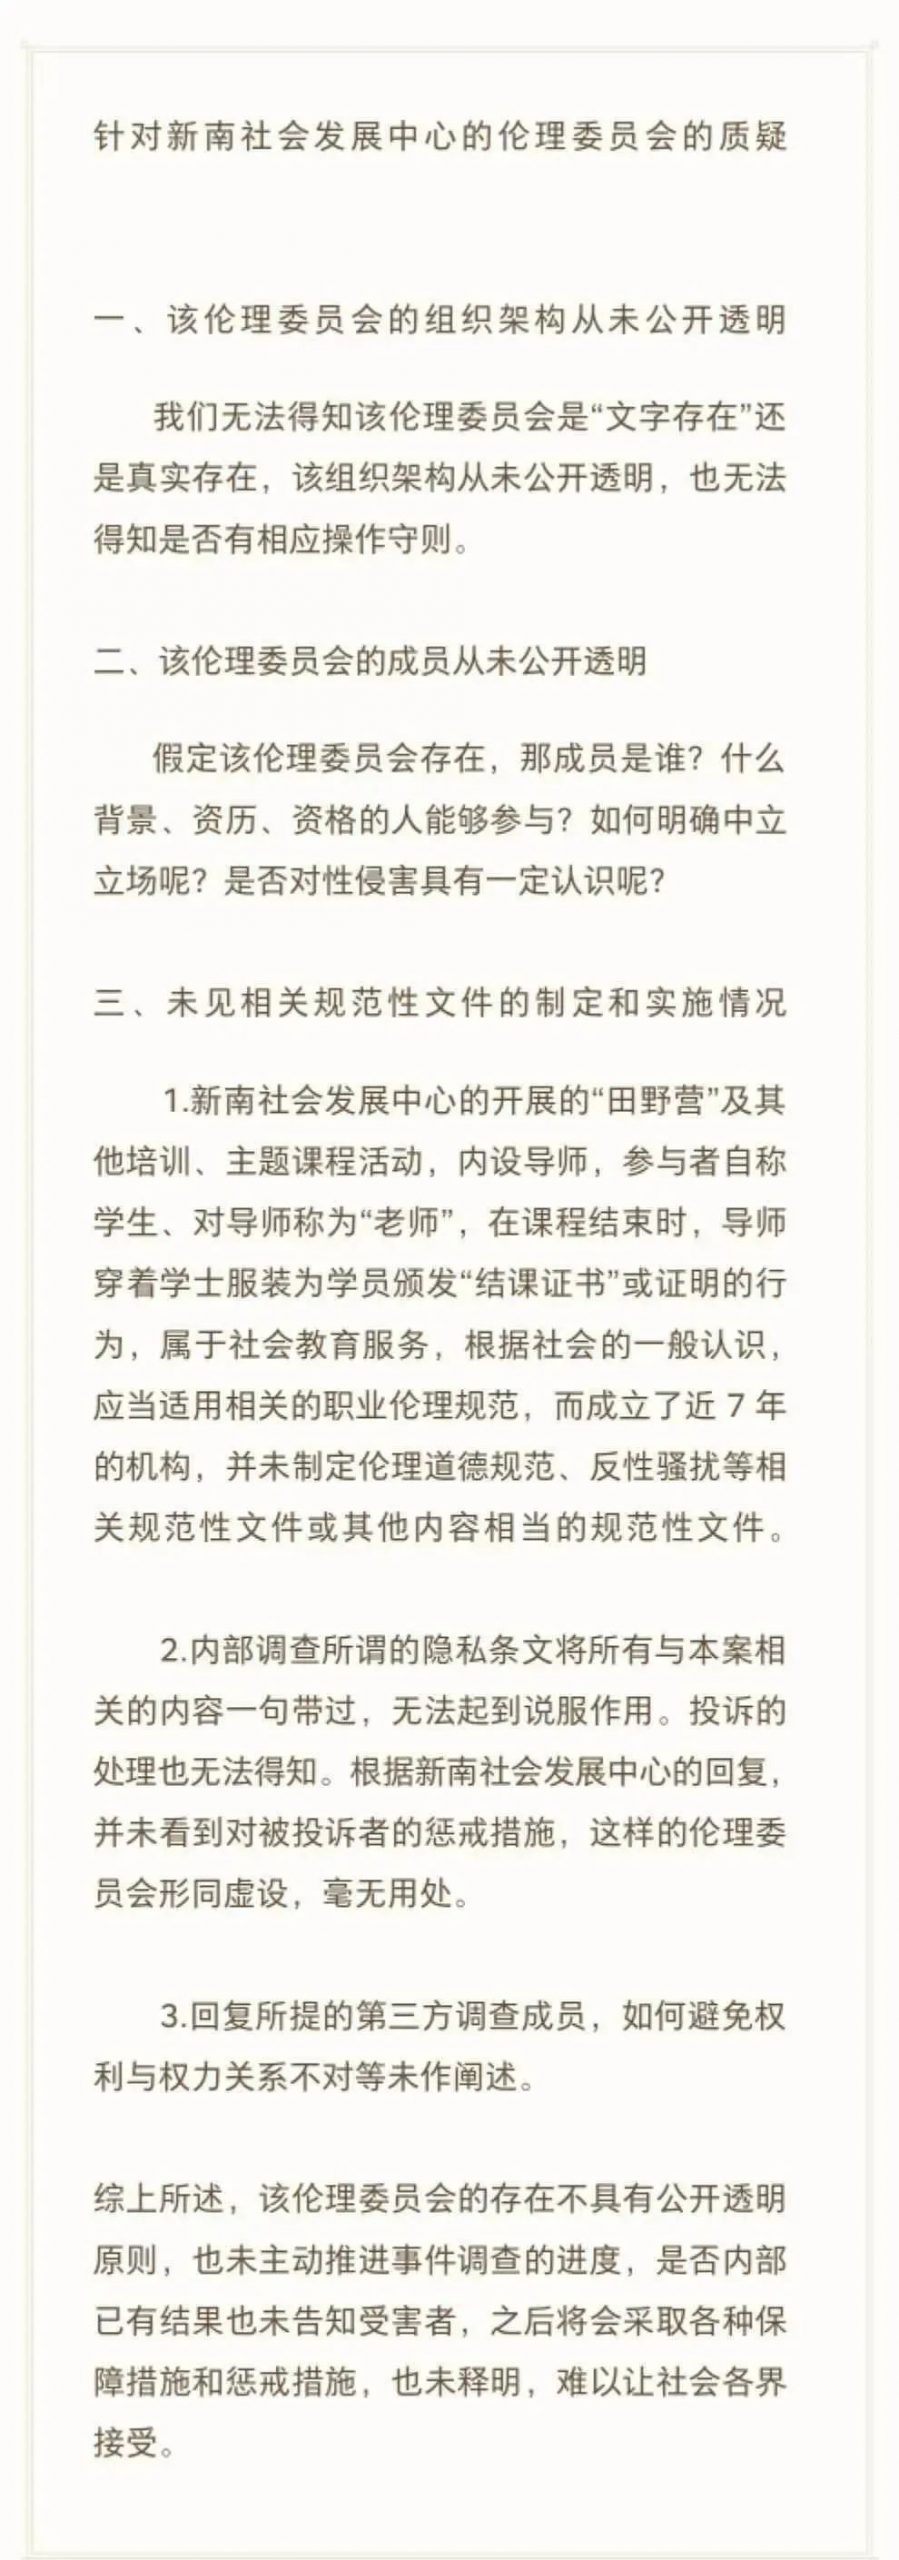 针对新南社会发展中心的伦理委员会的质疑
一、该伦理委员会的组织架构从未公开透明
我们无法得知该伦理委员会是“文字存在”还
是真实存在，该组织架构从未公开透明，也无法
得知是否有相应操作守则。
二、该伦理委员会的成员从未公开透明
假定该伦理委员会存在，那成员是谁？什么
背景、资历、资格的人能够参与？如何明确中立
立场呢？是否对性侵害具有一定认识呢？
三、未见相关规范性文件的制定和实施情况
1.新南社会发展中心的开展的“田野营”及其
他培训、主题课程活动，内设导师，参与者自称
学生、对导师称为“老师”，在课程结束时，导师
穿着学士服装为学员颁发“结课证书”或证明的行
为，属于社会教育服务，根据社会的一般认识，
应当适用相关的职业伦理规范，而成立了近 7 年
的机构，并未制定伦理道德规范、反性骚扰等相
关规范性文件或其他内容相当的规范性文件。
2.内部调查所谓的隐私条文将所有与本案相
关的内容一句带过，无法起到说服作用。投诉的
处理也无法得知。根据新南社会发展中心的回复，
并未看到对被投诉者的惩戒措施，这样的伦理委
员会形同虚设，毫无用处。
3.回复所提的第三方调查成员，如何避免权
利与权力关系不对等未作阐述。
综上所述，该伦理委员会的存在不具有公开透明
原则，也未主动推进事件调查的进度，是否内部
已有结果也未告知受害者，之后将会采取各种保
障措施和惩戒措施，也未释明，难以让社会各界
接受。